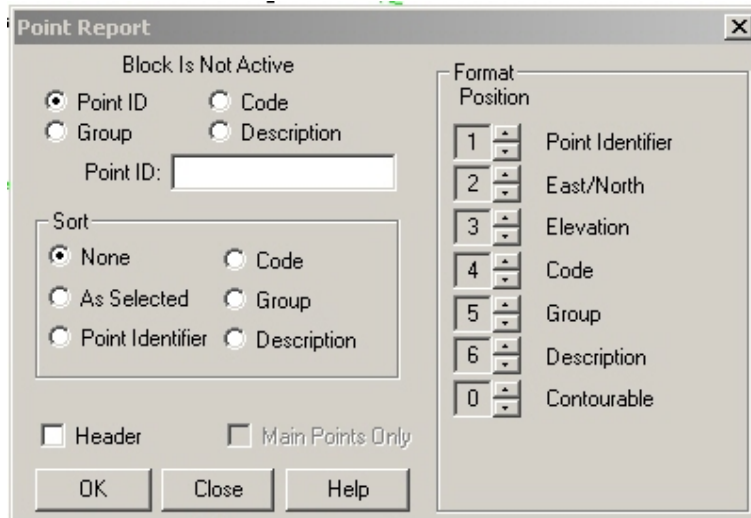 Point Report
Block Is Not Active
Point ID Code
Group Description
Point ID:
Sort
None Code
As Selected Group
Point Identifier Description
Header Main Points Only
OK Close Help
Format
Position
1 Point Identifier
2 East/North
3 Elevation
4 Code
5 Group
6 Description
0 Contourable